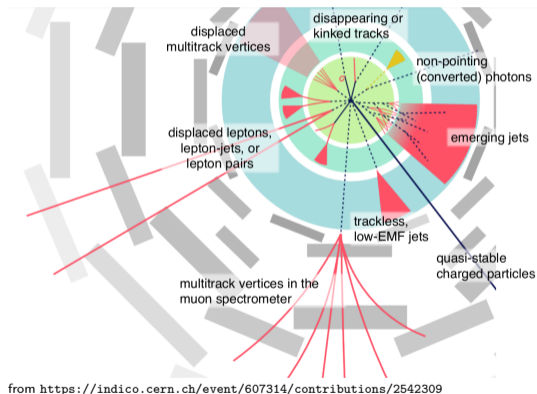 displaced
multitrack vertices
disappearing or
kinked tracks
non-pointing
(converted) photons
displaced leptons,
lepton-jets, or
lepton pairs
emerging jets
trackless,
low-EMF jets
quasi-stable
charged particles
multitrack vertices in the
muon spectrometer
from https://indico.cern.ch/event/607314/contributions/2542309